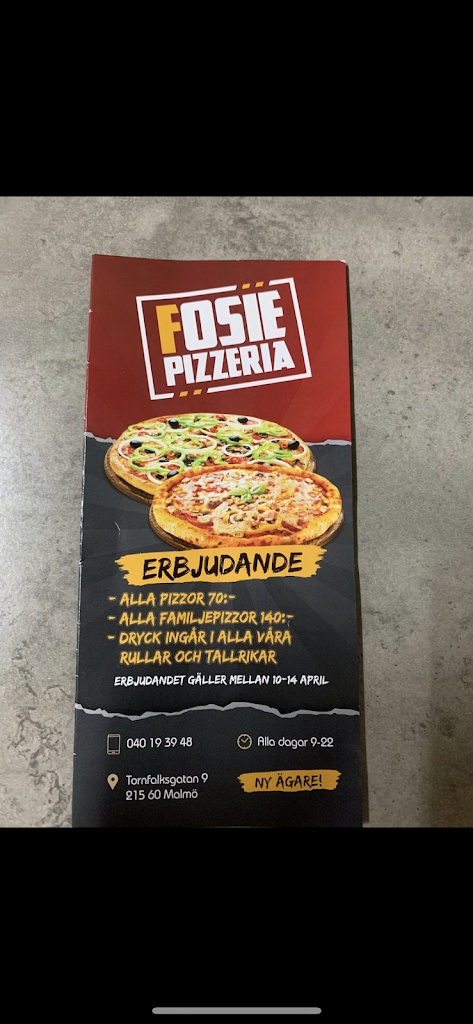 FOSIE
PIZZERIA
ERBJUDANDE
- ALLA PIZZOR 70:-
- ALLA FAMILJEPIZZOR 140:-
- DRYCK INGÅR I ALLA VÅRA
RULLAR OCH TALLRIKAR
ERBJUDANDET GÄLLER MELLAN 10-14 APRIL
040 19 39 48
Alla dagar 9-22
Tornfalksgatan 9
215 60 Malmö
NY ÄGARE!